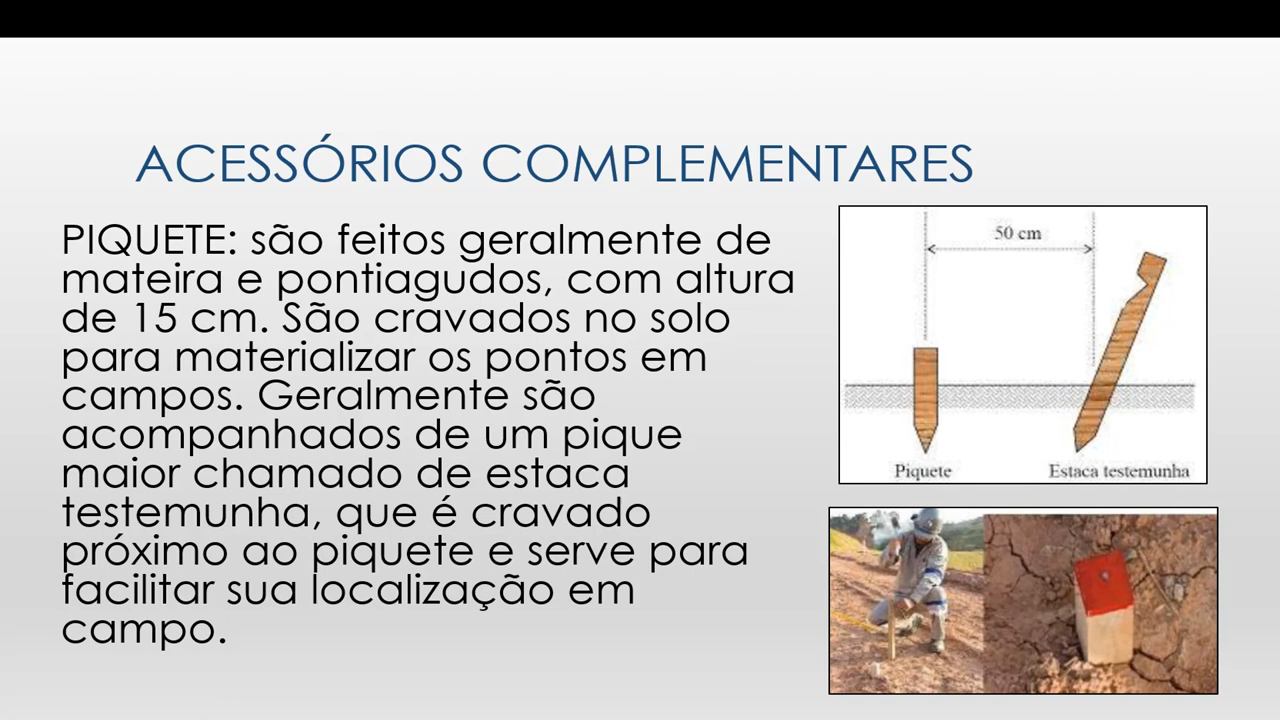 ACESSÓRIOS COMPLEMENTARES
PIQUETE: são feitos geralmente de
mateira e pontiagudos, com altura
de 15 cm. São cravados no solo
para materializar os pontos em
campos. Geralmente são
acompanhados de um pique
maior chamado de estaca
testemunha, que é cravado
próximo ao piquete e serve para
facilitar sua localização em
campo.
50 cm
Piquete
Estaca testemunha